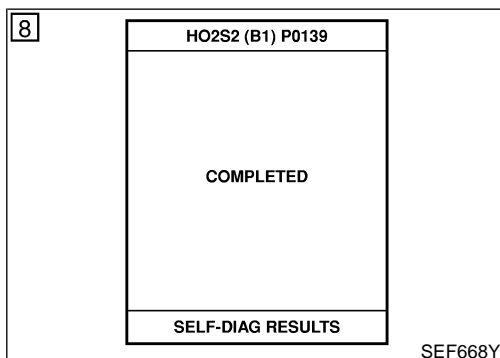 8
HO2S2 (B1) P0139
COMPLETED
SELF-DIAG RESULTS
SEF668Y